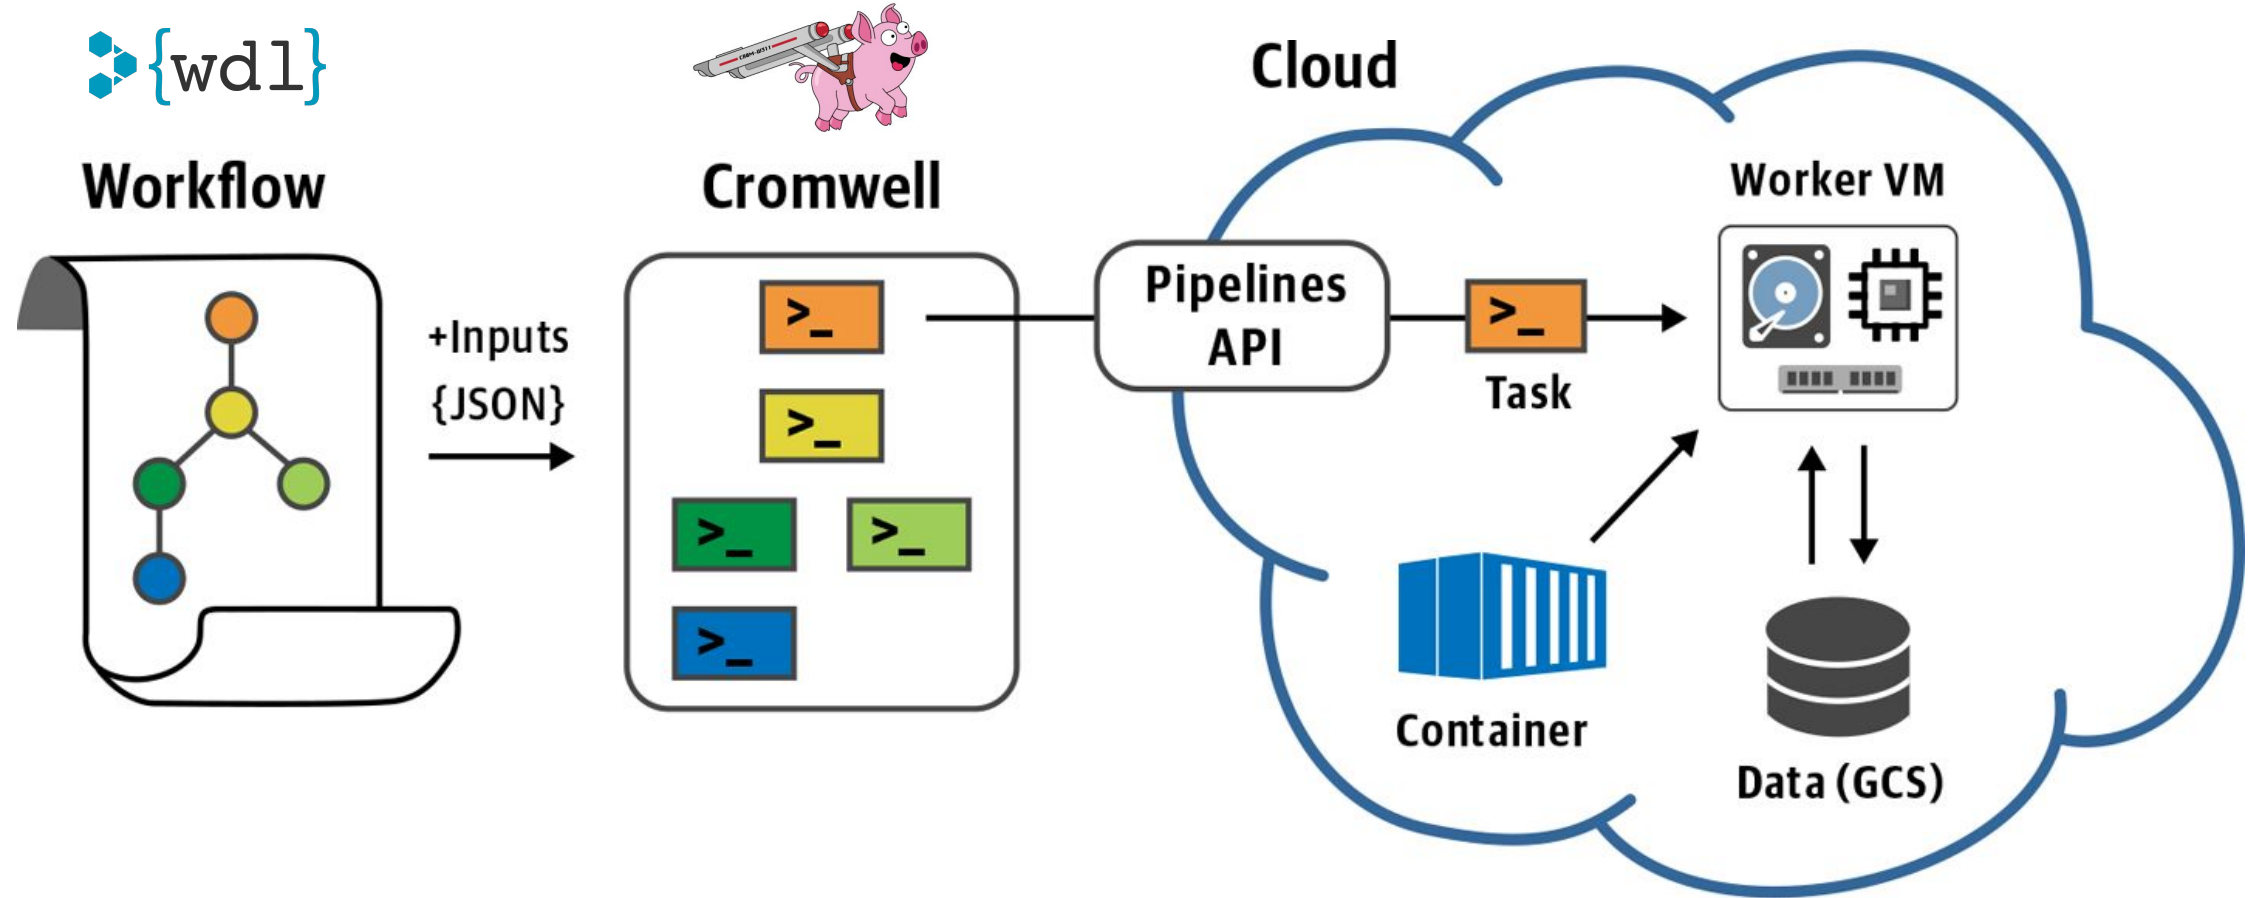 {wdl}
Workflow
+Inputs
{JSON}
Cromwell
>_
>_
>_ >_
>_
Cloud
Pipelines
API
>_
Task
Worker VM
Container
Data (GCS)